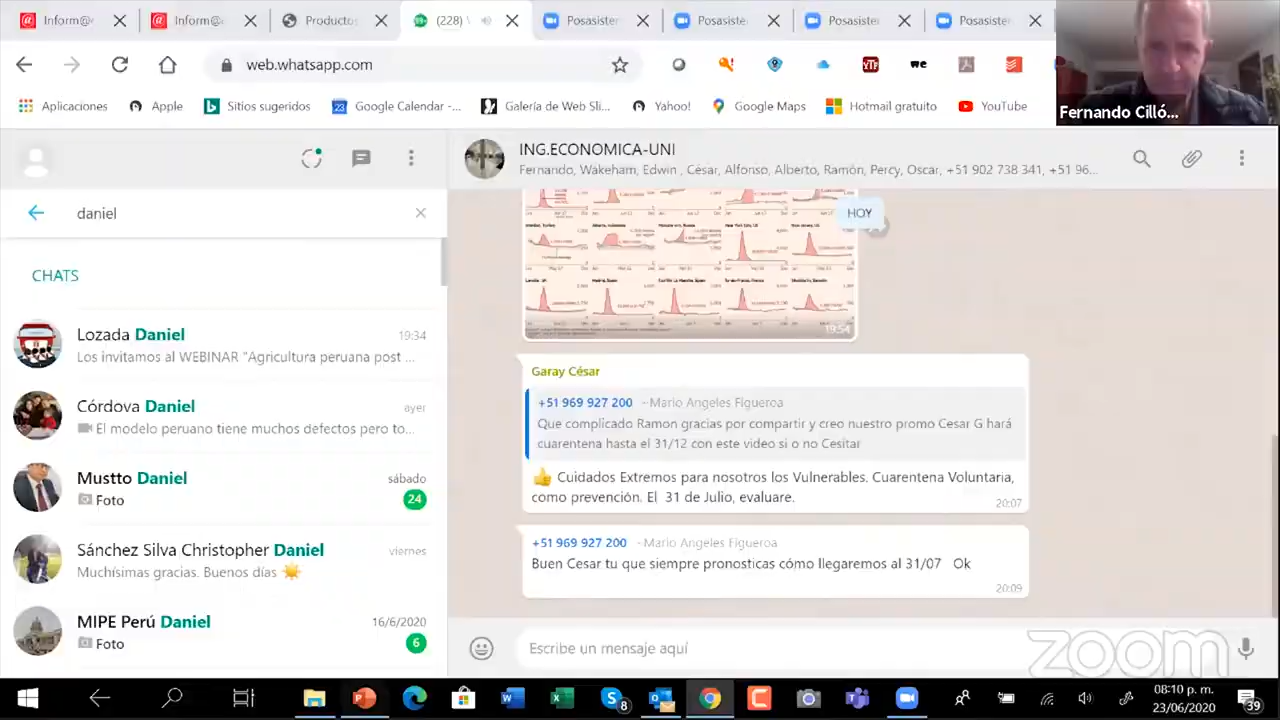 Inform@
Inform@
Producto
(228)
Posasiste
Posasiste
Posasiste
Posasiste
web.whatsapp.com
Aplicaciones
Apple
Sitios sugeridos
Google Calendar -...
Galería de Web Sli...
Yahoo!
Google Maps
Hotmail gratuito
YouTube
Fernando Cilló...
ING.ECONOMICA-UNI
Fernando, Wakeham, Edwin , César, Alfonso, Alberto, Ramón, Percy, Oscar, +51 902 738 341, +51 96...
daniel
CHATS
Lozada Daniel
19:34
Los invitamos al WEBINAR "Agricultura peruana post ...
Córdova Daniel
ayer
El modelo peruano tiene muchos defectos pero to...
Mustto Daniel
sábado
Foto
24
Sánchez Silva Christopher Daniel
viernes
Muchísimas gracias. Buenos días
MIPE Perú Daniel
16/6/2020
Foto
6
HOY
19:54
Garay César
+51 969 927 200 ~Mario Angeles Figueroa
Que complicado Ramon gracias por compartir y creo nuestro promo Cesar G hará
cuarentena hasta el 31/12 con este video si o no Cesitar
Cuidados Extremos para nosotros los Vulnerables. Cuarentena Voluntaria,
como prevención. El 31 de Julio, evaluare.
20:07
+51 969 927 200 ~Mario Angeles Figueroa
Buen Cesar tu que siempre pronosticas cómo llegaremos al 31/07 Ok
20:09
Escribe un mensaje aquí
zoom
08:10 p. m.
23/06/2020
39
8